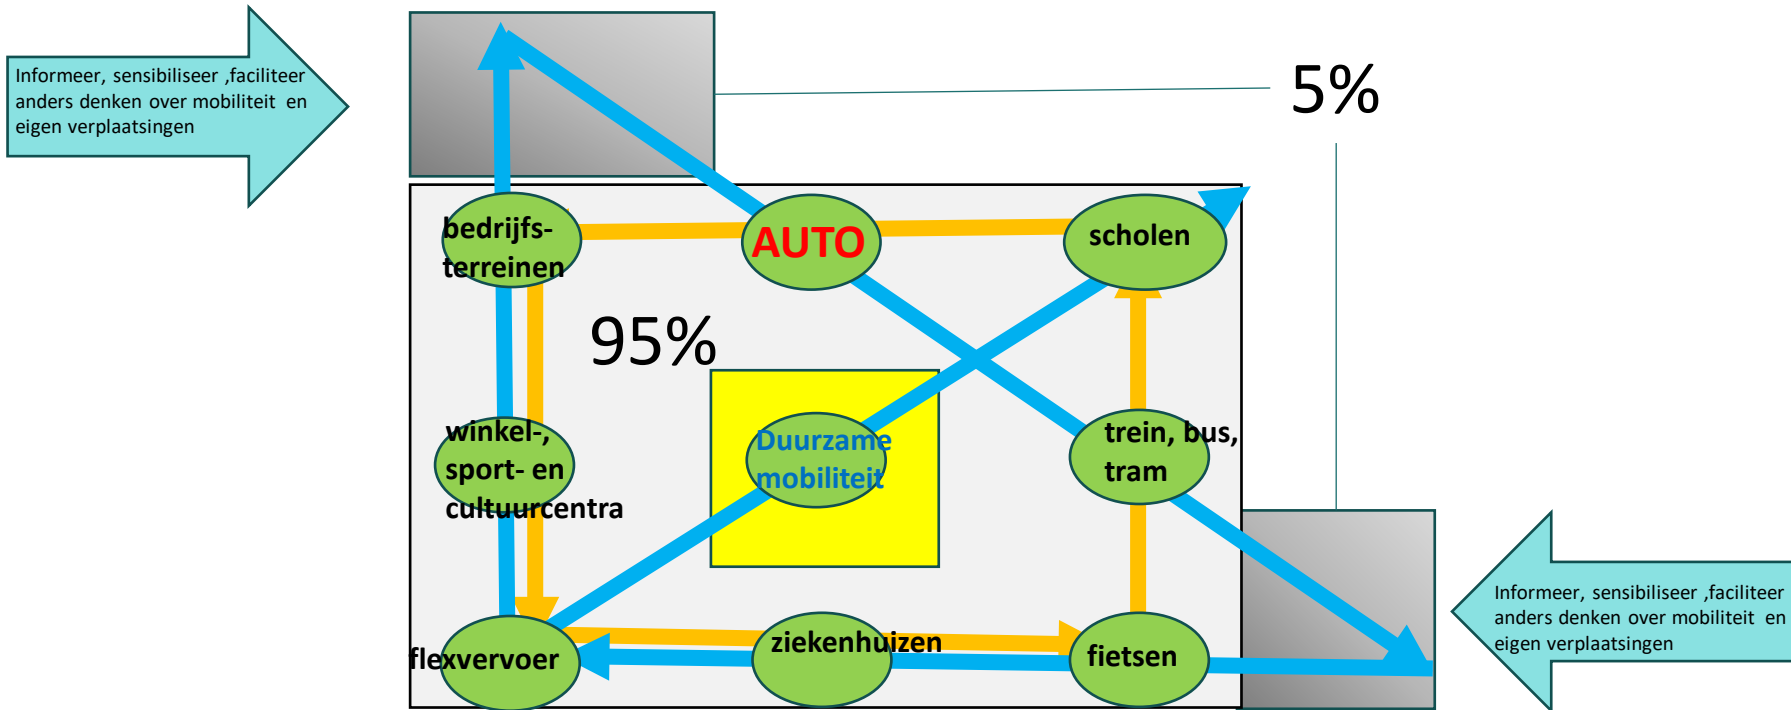 Informeer, sensibiliseer ,faciliteer
anders denken over mobiliteit en
eigen verplaatsingen
5%
bedrijfs-
terreinen
AUTO
scholen
95%
winkel-,
sport- en
cultuurcentra
Duurzame
mobiliteit
trein, bus,
tram
flexvervoer
ziekenhuizen
fietsen
Informeer, sensibiliseer ,faciliteer
anders denken over mobiliteit en
eigen verplaatsingen